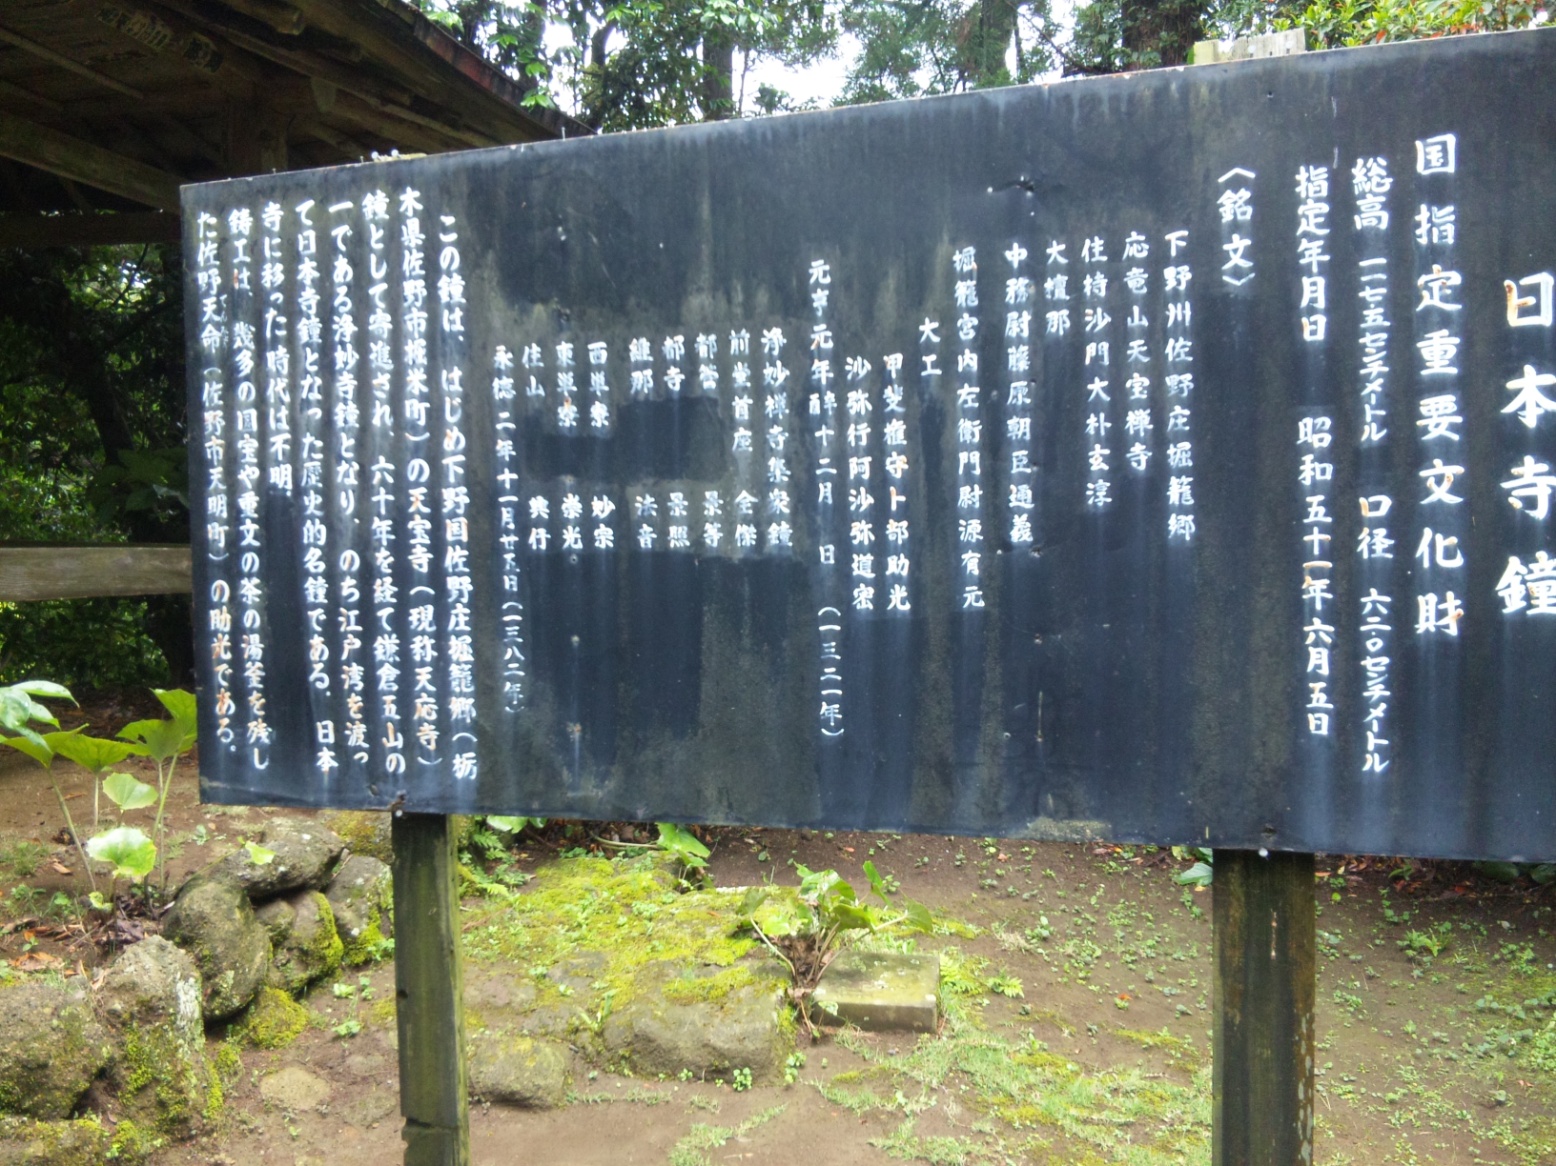 日本寺鐘
国指定重要文化財
総高 一一七・五センチメートル 口径 六二・〇センチメートル
指定年月日 昭和五十一年六月五日
〈銘文〉
下野州佐野庄堀籠郷
応竜山天宝禅寺
住持沙門大朴玄淳
大檀那
中務尉藤原朝臣通義
堀籠宮内左衛門尉源有元
大工
甲斐権守卜部助光
沙弥行阿沙弥道宏
元亨元年酉辛十二月 日 (一三二一年)
浄妙禅寺集衆鐘
前堂首座 全傑
都管 景等
都寺 景照
維那 法音
西単寮 妙宗
東単寮 崇光
住山 興仔
永徳二年十一月廿 日(一三八二年)
この鐘は、はじめ下野国佐野庄堀籠郷(栃
木県佐野市犍米町)の天宝寺(現称天応寺)
鐘として寄進され、六十年を経て鎌倉五山の
一である浄妙寺鐘となり、のち江戸湾を渡っ
て日本寺鐘となった歴史的名鐘である。日本
寺に移った時代は不明
鋳工は、幾多の国宝や重文の茶の湯釜を残し
た佐野天命(佐野市天明町)の助光である。